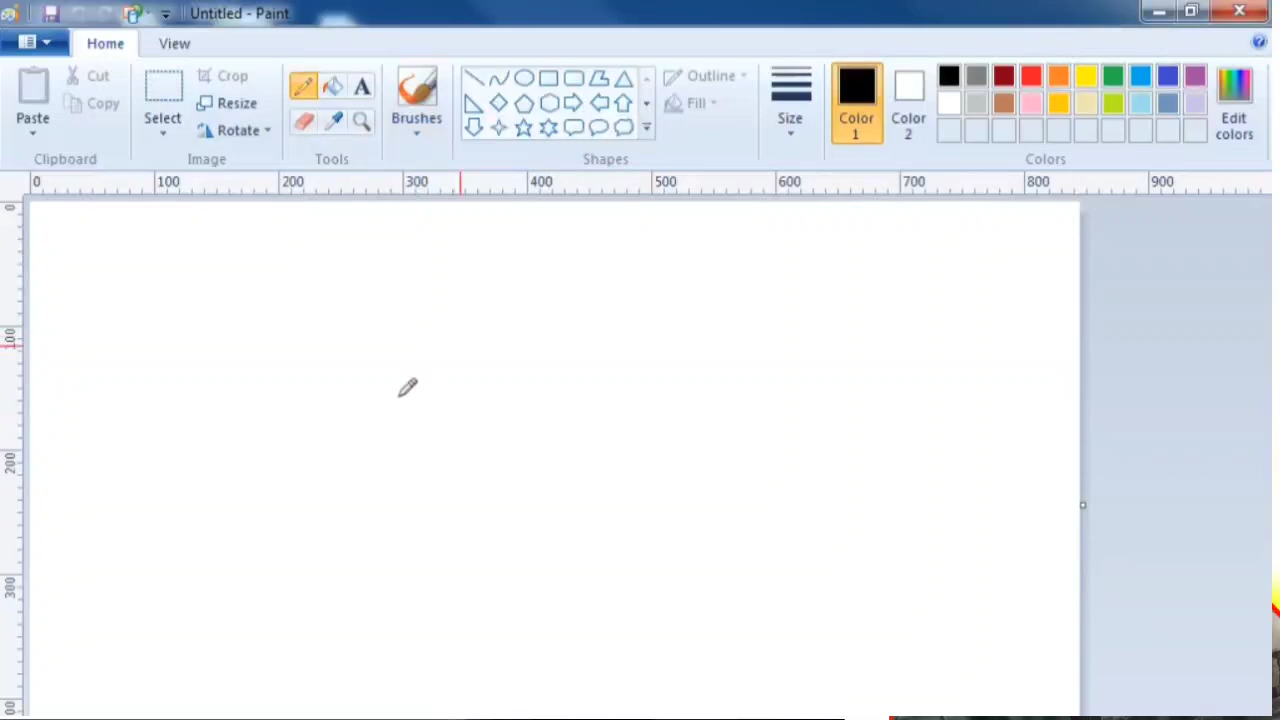 Untitled - Paint
Home View
Paste
Cut
Copy
Clipboard
Select
Crop
Resize
Rotate
Image
A
Tools
Brushes
Shapes
Outline
Fill
Size
Color 1
Color 2
Edit colors
Colors
0 100 200 300 400 500 600 700 800 900
0
100
200
300